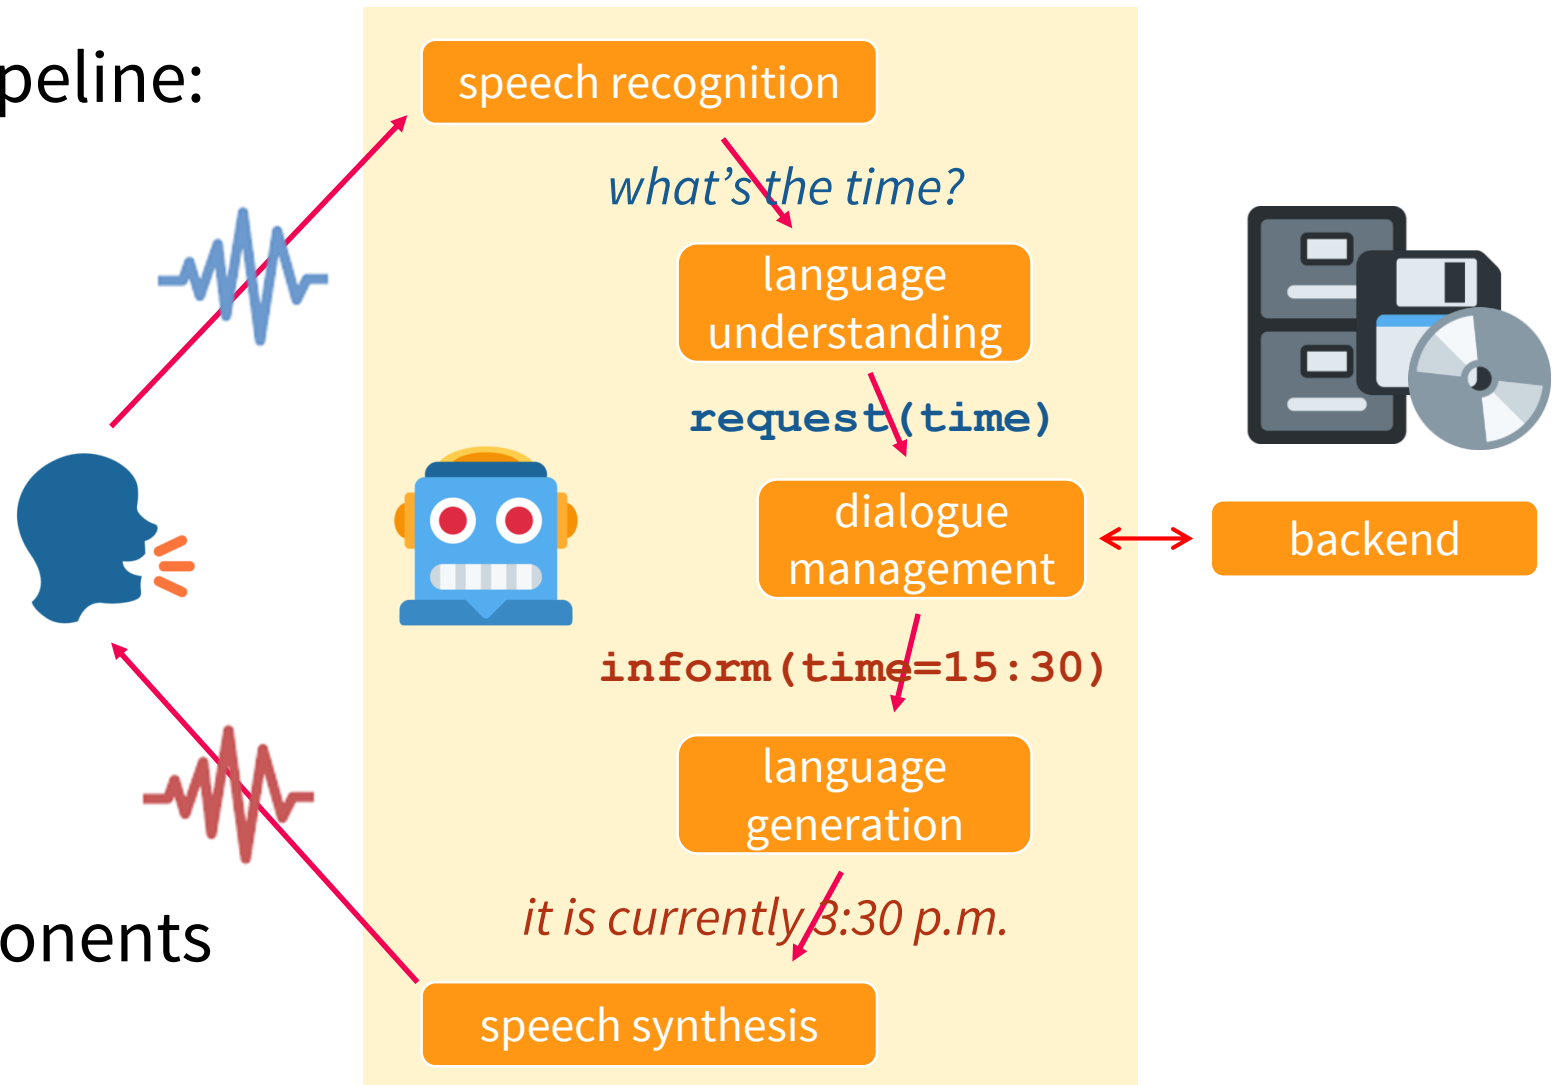 peline:
speech recognition
what's the time?
language
understanding
request(time)
dialogue
management
backend
inform(time=15:30)
language
generation
it is currently 3:30 p.m.
onents
speech synthesis